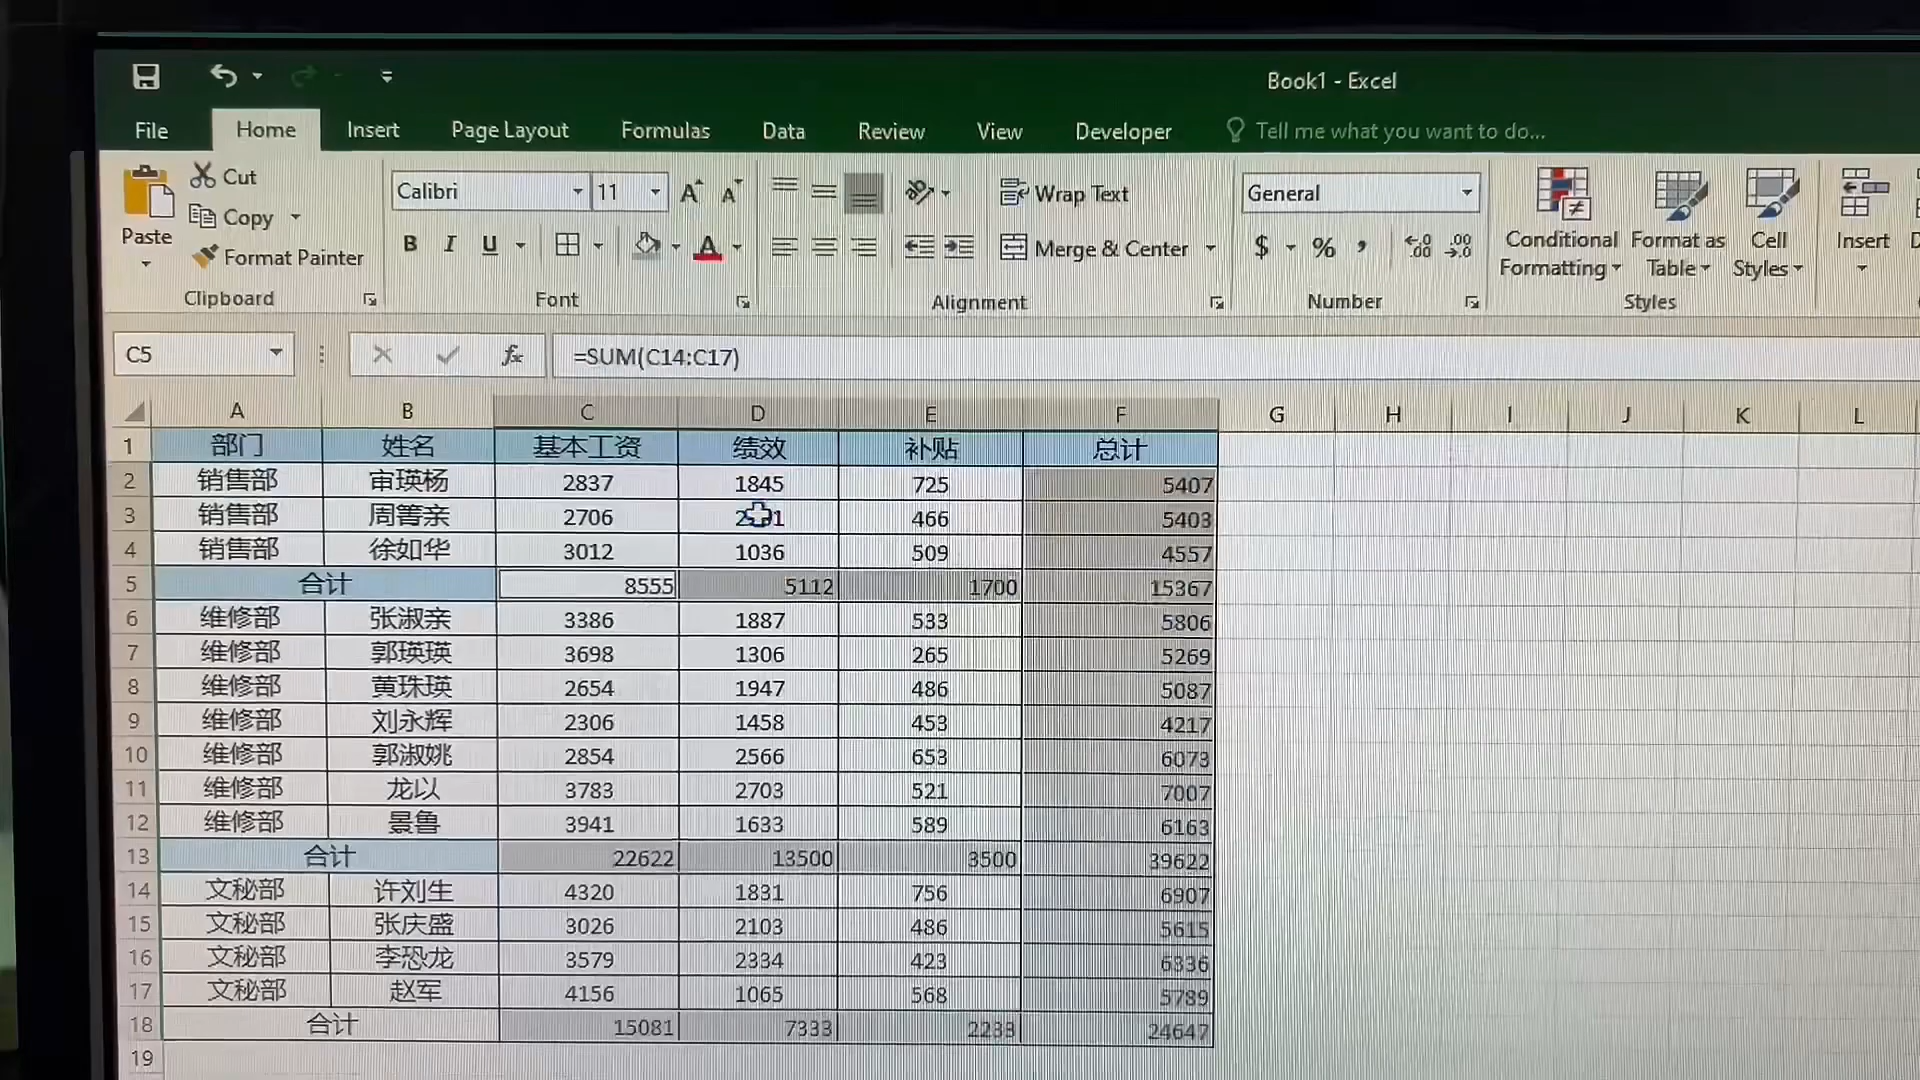 Book1 - Excel
File Home Insert Page Layout Formulas Data Review View Developer Tell me what you want to do...
Cut
Copy
Format Painter
Paste
Clipboard
Calibri 11
B I U
Font
Wrap Text
Merge & Center
Alignment
General
$ % ,
Number
Conditional Formatting
Format as Table
Cell Styles
Styles
Insert
C5 fx =SUM(C14:C17)
A B C D E F G H I J K L
1 部门 姓名 基本工资 绩效 补贴 总计
2 销售部 审瑛杨 2837 1845 725 5407
3 销售部 周箐亲 2706 466 5403
4 销售部 徐如华 3012 1036 509 4557
5 合计 8555 5112 1700 15367
6 维修部 张淑亲 3386 1887 533 5806
7 维修部 郭瑛瑛 3698 1306 265 5269
8 维修部 黄珠瑛 2654 1947 486 5087
9 维修部 刘永辉 2306 1458 453 4217
10 维修部 郭淑姚 2854 2566 653 6073
11 维修部 龙以 3783 2703 521 7007
12 维修部 景鲁 3941 1633 589 6163
13 合计 22622 13500 3500 39622
14 文秘部 许刘生 4320 1831 756 6907
15 文秘部 张庆盛 3026 2103 486 5615
16 文秘部 李恐龙 3579 2334 423 6336
17 文秘部 赵军 4156 1065 568 5789
18 合计 15081 7333 2233 24647
19